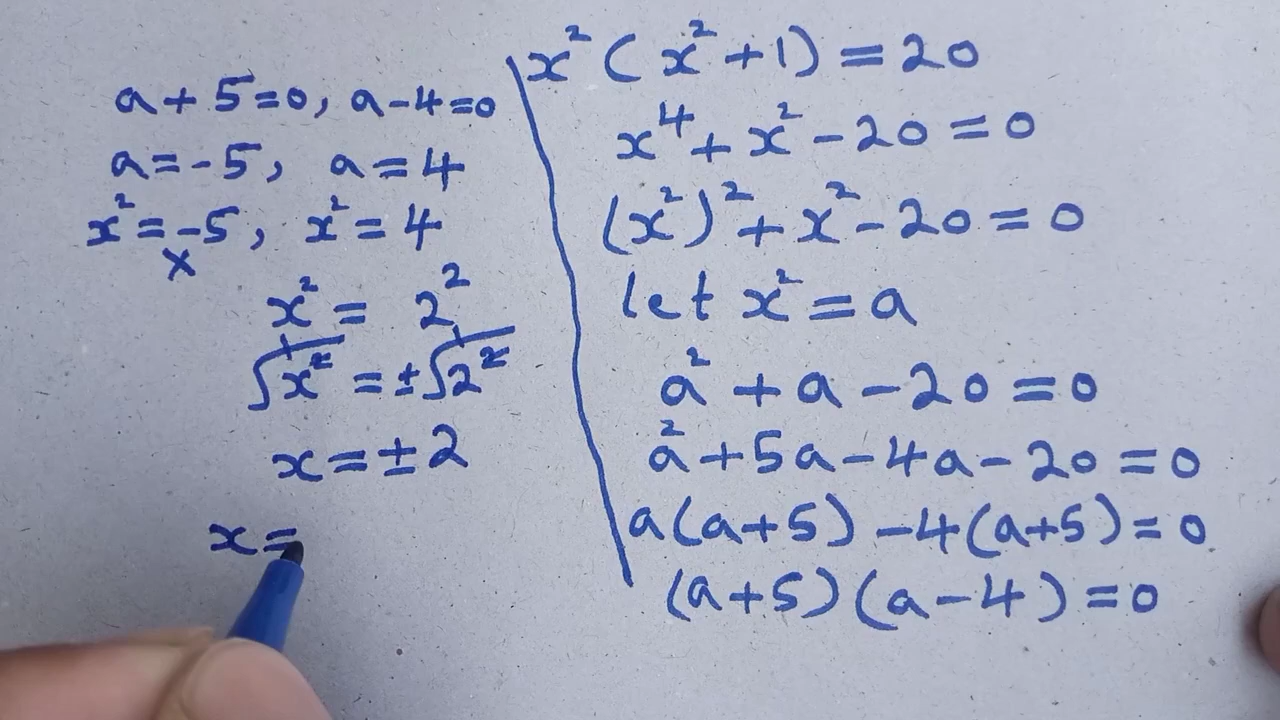 x² (x² + 1) = 20
x⁴ + x² - 20 = 0
(x²)² + x² - 20 = 0
let x² = a
a² + a - 20 = 0
a² + 5a - 4a - 20 = 0
a(a+5) - 4(a+5) = 0
(a+5)(a-4) = 0
a + 5 = 0, a - 4 = 0
a = -5, a = 4
x² = -5, x² = 4
x
x² = 2²
√x² = ±√2²
x = ±2
x =